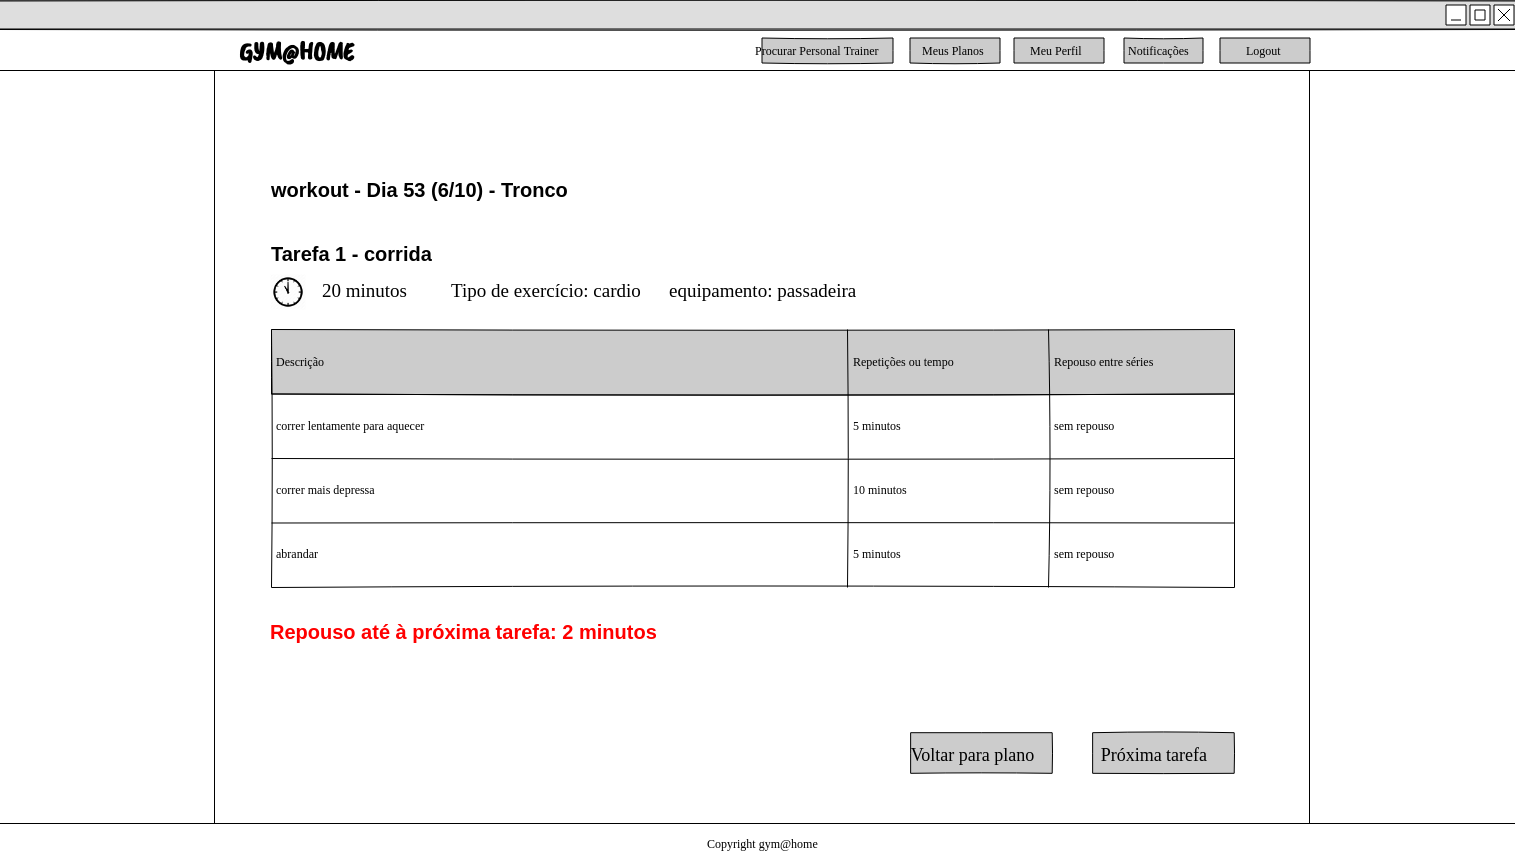 GYM@HOME
Procurar Personal Trainer
Meus Planos
Meu Perfil
Notificações
Logout
workout - Dia 53 (6/10) - Tronco
Tarefa 1 - corrida
20 minutos
Tipo de exercício: cardio
equipamento: passadeira
Descrição
Repetições ou tempo
Repouso entre séries
correr lentamente para aquecer
5 minutos
sem repouso
correr mais depressa
10 minutos
sem repouso
abrandar
5 minutos
sem repouso
Repouso até à próxima tarefa: 2 minutos
Voltar para plano
Próxima tarefa
Copyright gym@home